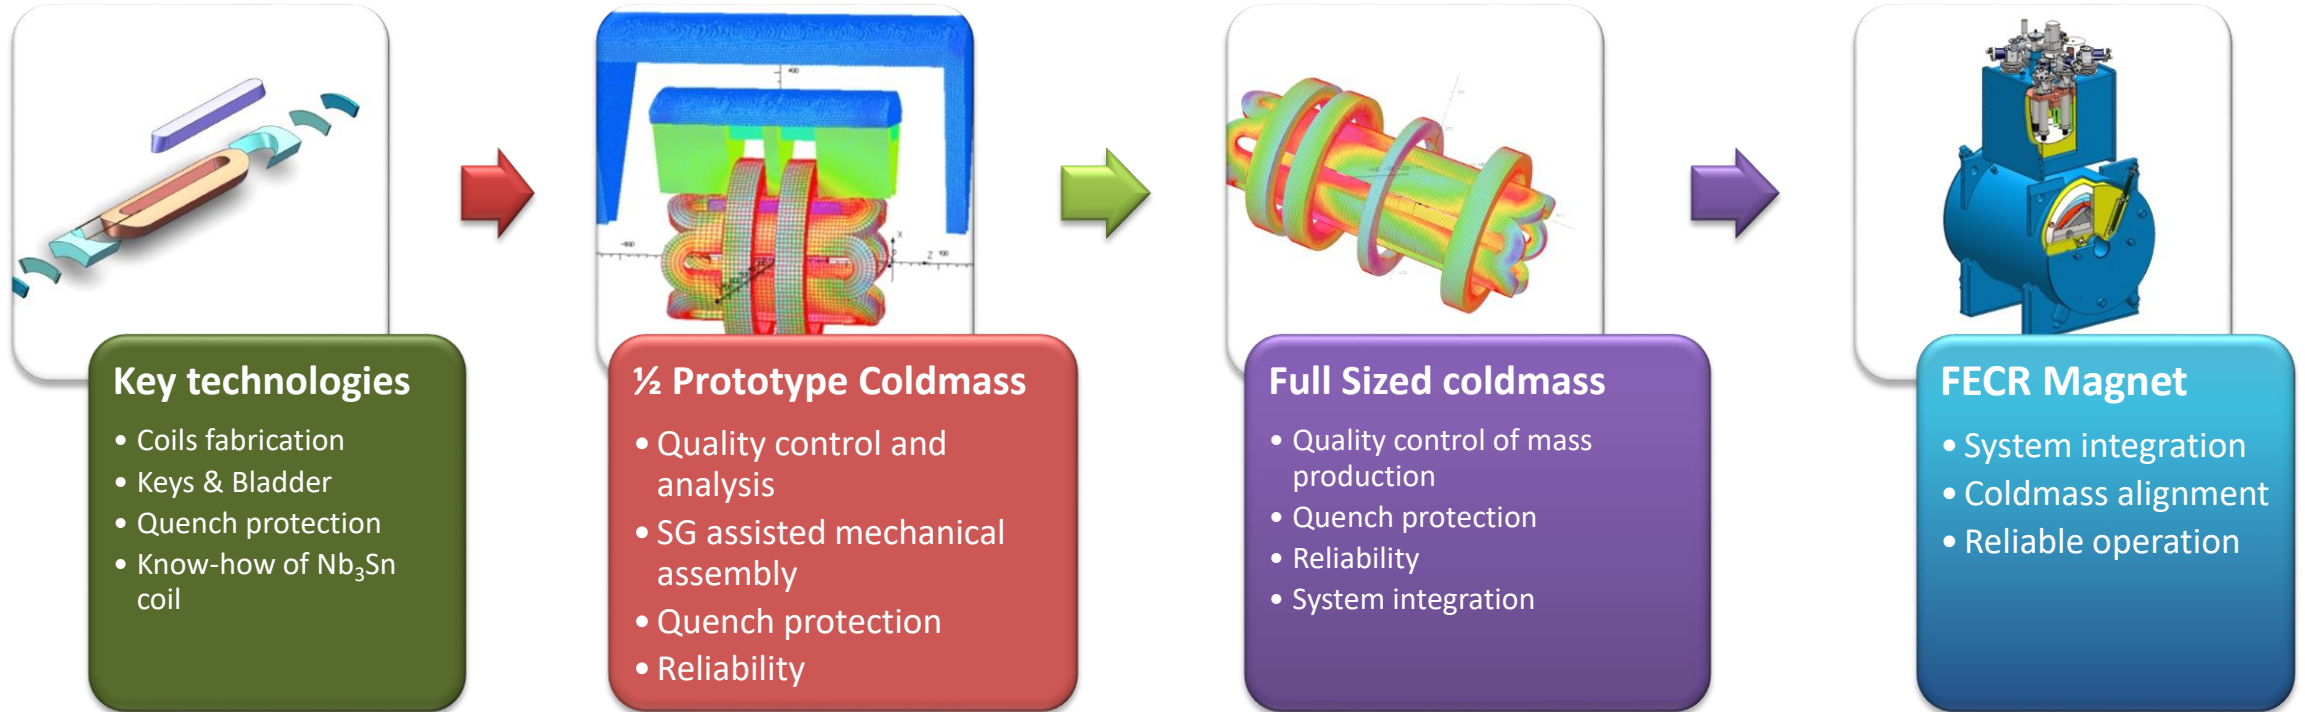 Key technologies
• Coils fabrication
• Keys & Bladder
• Quench protection
• Know-how of Nb₃Sn
coil
½ Prototype Coldmass
• Quality control and
analysis
• SG assisted mechanical
assembly
• Quench protection
• Reliability
Full Sized coldmass
• Quality control of mass
production
• Quench protection
• Reliability
• System integration
FECR Magnet
• System integration
• Coldmass alignment
• Reliable operation